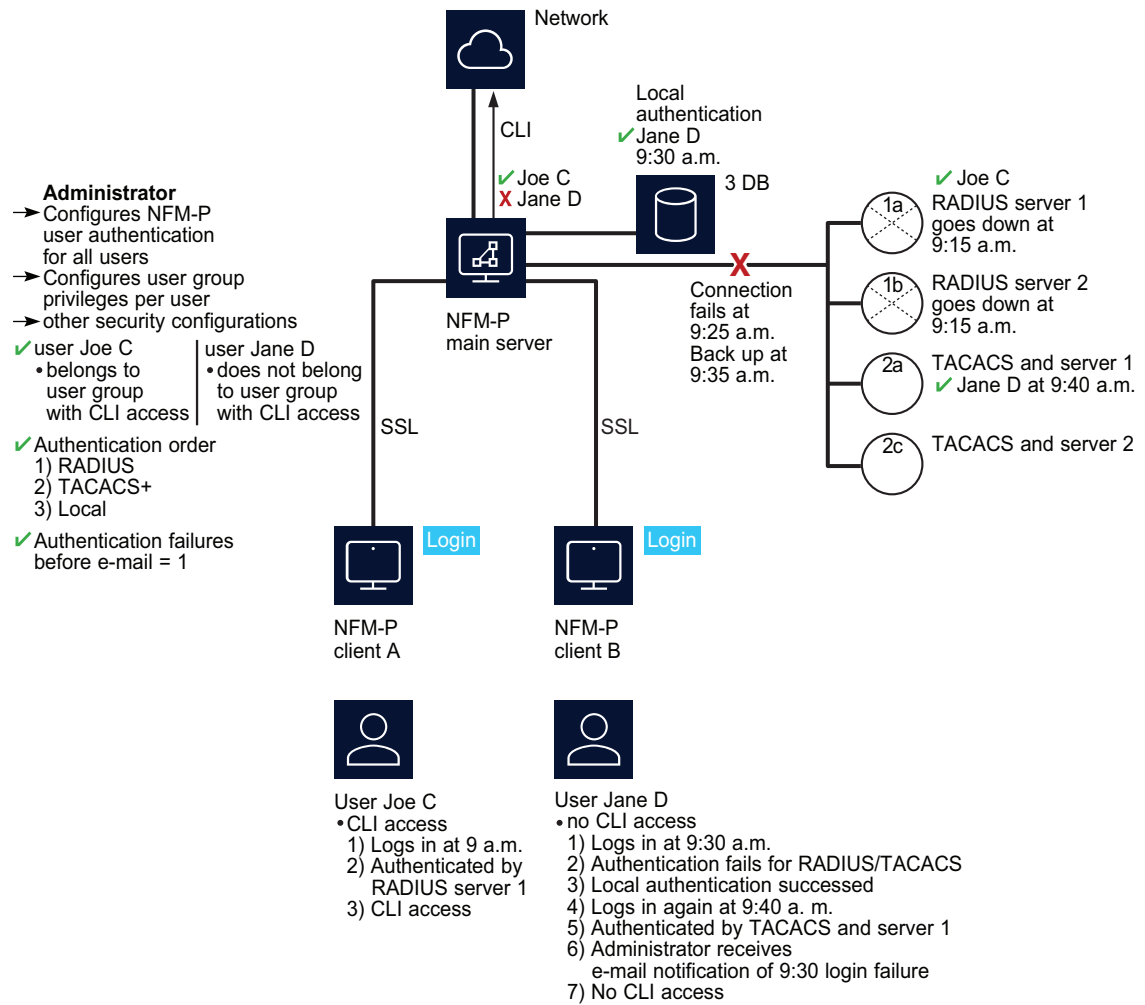 Network
CLI
✓ Joe C
X Jane D
Local
authentication
✓ Jane D
9:30 a.m.
3 DB
Administrator
→ Configures NFM-P
user authentication
for all users
→ Configures user group
privileges per user
→ other security configurations
✓ user Joe C
• belongs to
user group
with CLI access
user Jane D
• does not belong
to user group
with CLI access
✓ Authentication order
1) RADIUS
2) TACACS+
3) Local
✓ Authentication failures
before e-mail = 1
NFM-P
main server
X
Connection
fails at
9:25 a.m.
Back up at
9:35 a.m.
✓ Joe C
1a
RADIUS server 1
goes down at
9:15 a.m.
1b
RADIUS server 2
goes down at
9:15 a.m.
2a
TACACS and server 1
✓ Jane D at 9:40 a.m.
2c
TACACS and server 2
SSL
SSL
Login
Login
NFM-P
client A
NFM-P
client B
User Joe C
• CLI access
1) Logs in at 9 a.m.
2) Authenticated by
RADIUS server 1
3) CLI access
User Jane D
• no CLI access
1) Logs in at 9:30 a.m.
2) Authentication fails for RADIUS/TACACS
3) Local authentication successed
4) Logs in again at 9:40 a. m.
5) Authenticated by TACACS and server 1
6) Administrator receives
e-mail notification of 9:30 login failure
7) No CLI access